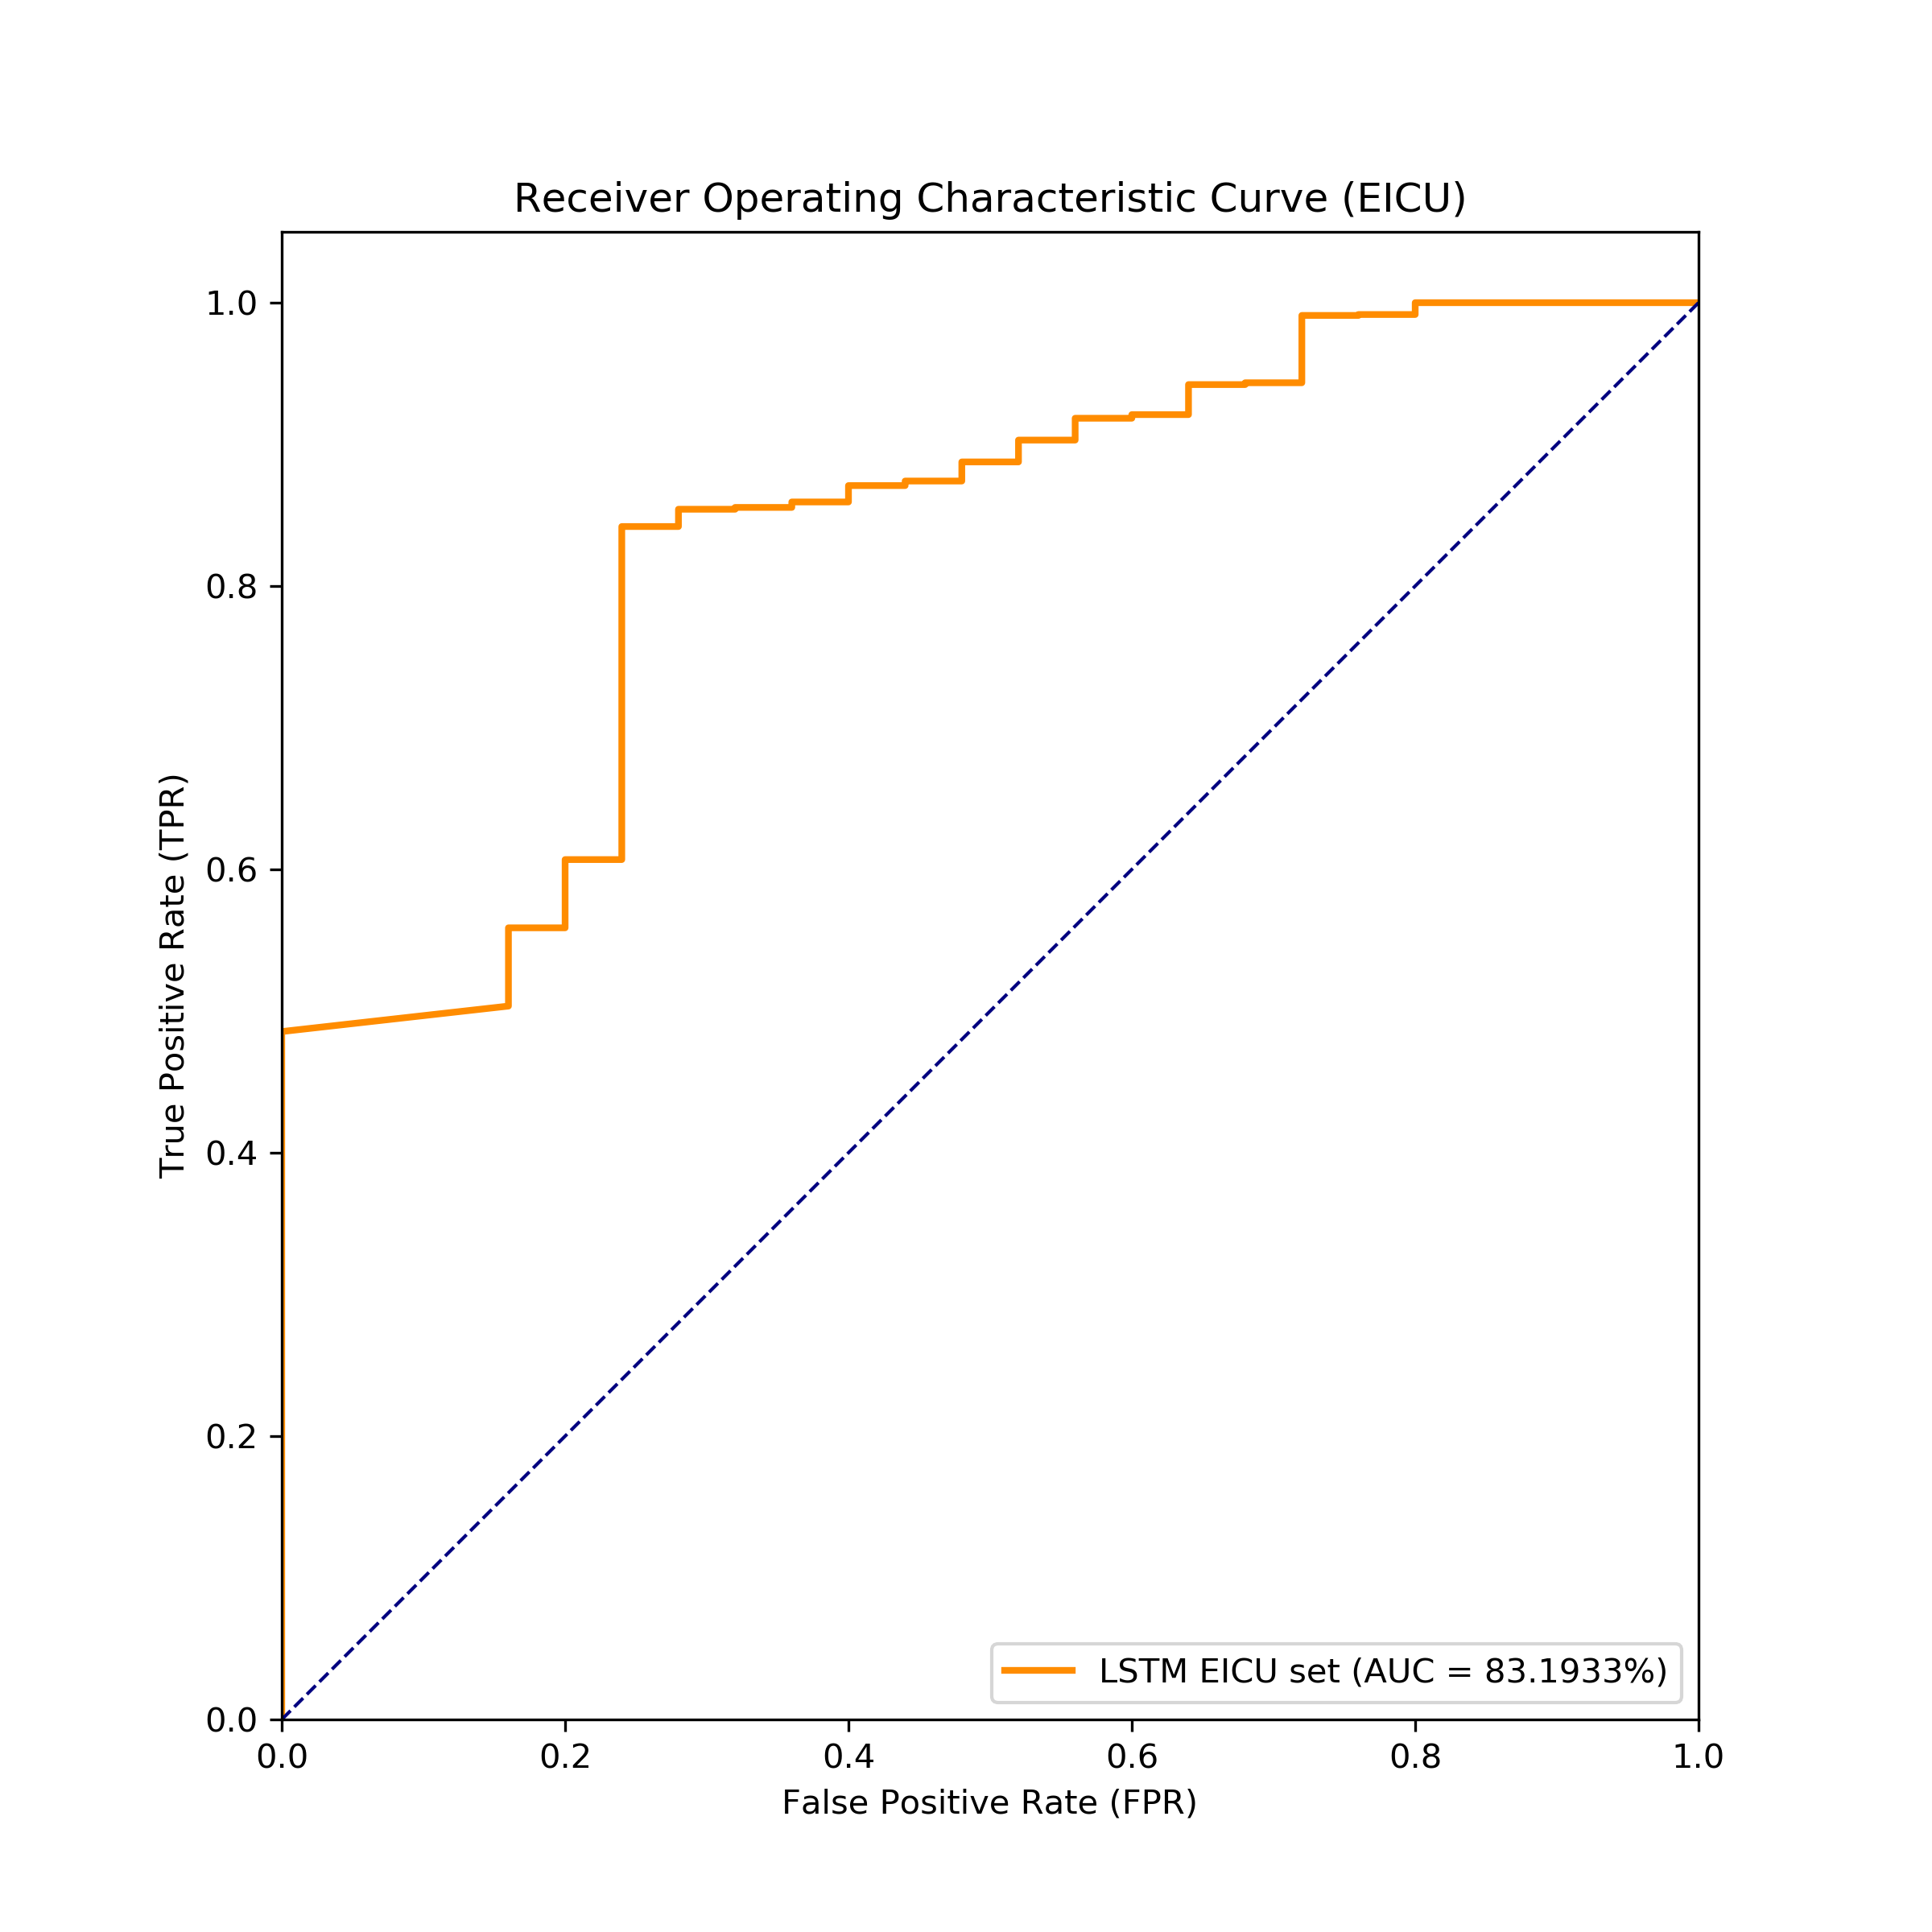 Receiver Operating Characteristic Curve (EICU)
1.0
0.8
0.6
0.4
0.2
0.0
True Positive Rate (TPR)
LSTM EICU set (AUC = 83.1933%)
0.0 0.2 0.4 0.6 0.8 1.0
False Positive Rate (FPR)